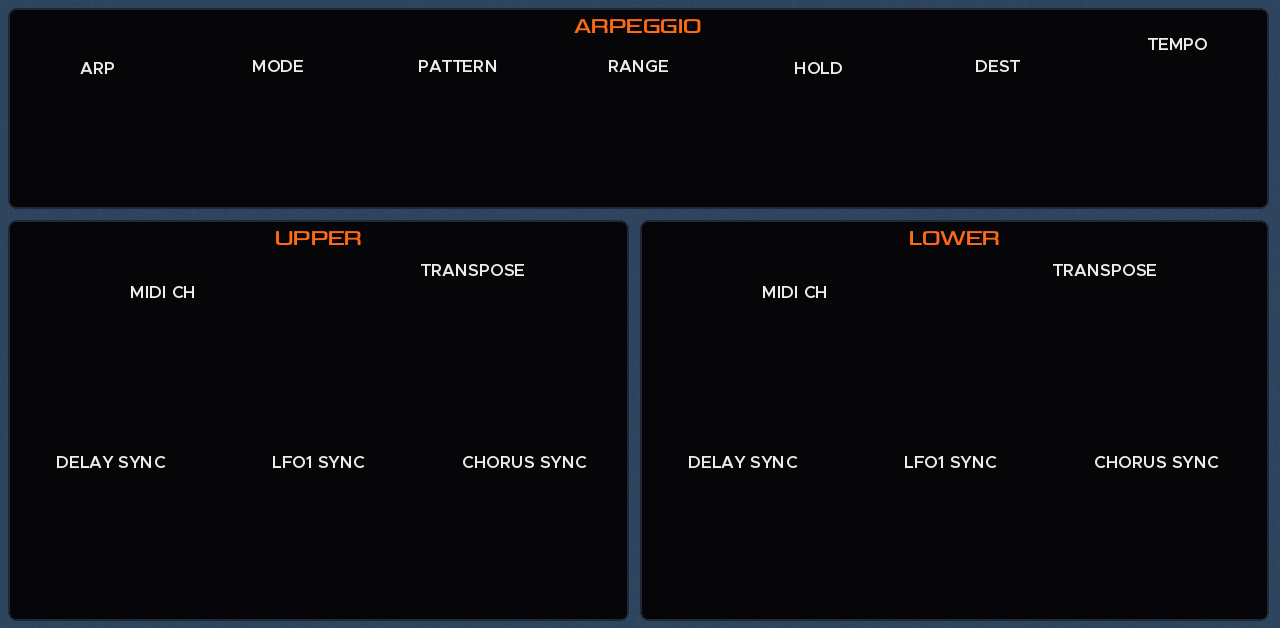 ARPEGGIO
ARP MODE PATTERN RANGE HOLD DEST TEMPO
UPPER
MIDI CH TRANSPOSE
DELAY SYNC LFO1 SYNC CHORUS SYNC
LOWER
MIDI CH TRANSPOSE
DELAY SYNC LFO1 SYNC CHORUS SYNC